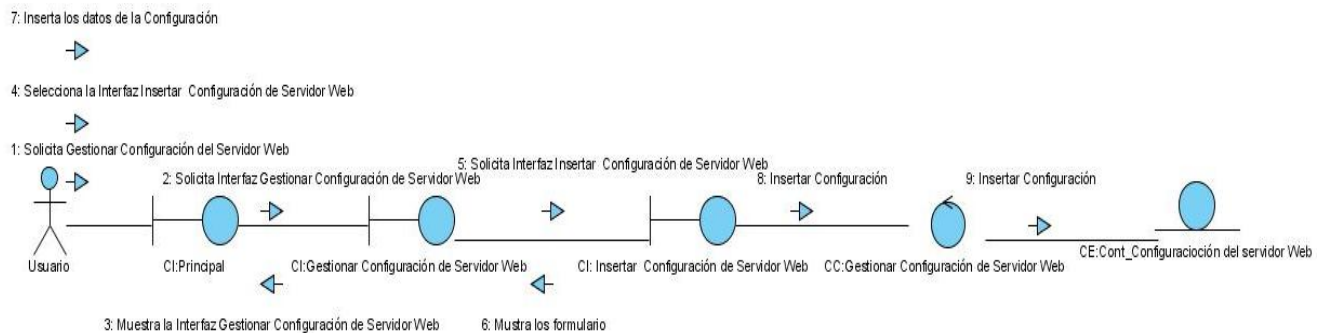 7: Inserta los datos de la Configuración
4: Selecciona la Interfaz Insertar Configuración de Servidor Web
1: Solicita Gestionar Configuración del Servidor Web
5: Solicita Interfaz Insertar Configuración de Servidor Web
2: Solicita Interfaz Gestionar Configuración de Servidor Web
8: Insertar Configuración
9: Insertar Configuración
Usuario
CI:Principal
CI:Gestionar Configuración de Servidor Web
CI: Insertar Configuración de Servidor Web
CC:Gestionar Configuración de Servidor Web
CE:Cont_Configuracioción del servidor Web
3: Muestra la Interfaz Gestionar Configuración de Servidor Web
6: Mustra los formulario